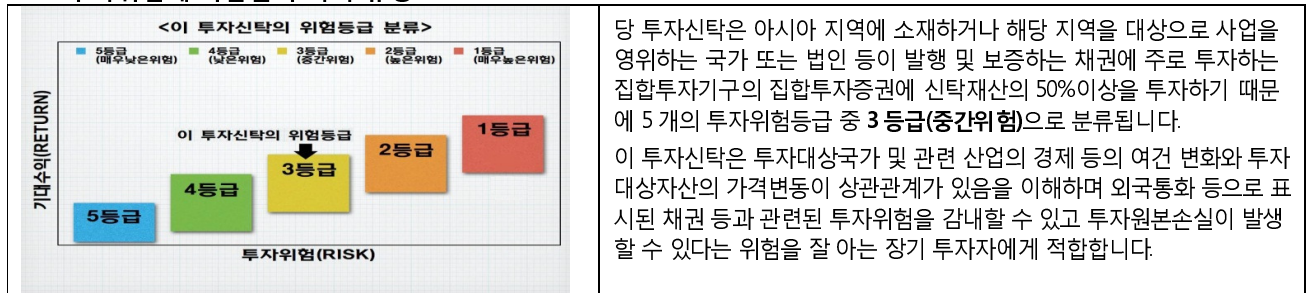 <이 투자신탁의 위험등급 분류>
5등급 (매우낮은위험)
4등급 (낮은위험)
3등급 (중간위험)
2등급 (높은위험)
1등급 (매우높은위험)
기대수익(RETURN)
이 투자신탁의 위험등급
5등급
4등급
3등급
2등급
1등급
투자위험(RISK)
당 투자신탁은 아시아 지역에 소재하거나 해당 지역을 대상으로 사업을
영위하는 국가 또는 법인 등이 발행 및 보증하는 채권에 주로 투자하는
집합투자기구의 집합투자증권에 신탁재산의 50%이상을 투자하기 때문
에 5 개의 투자위험등급 중 3 등급(중간위험)으로 분류됩니다.
이 투자신탁은 투자대상국가 및 관련 산업의 경제 등의 여건 변화와 투자
대상자산의 가격변동이 상관관계가 있음을 이해하며 외국통화 등으로 표
시된 채권 등과 관련된 투자위험을 감내할 수 있고 투자원본손실이 발생
할 수 있다는 위험을 잘 아는 장기 투자자에게 적합합니다.